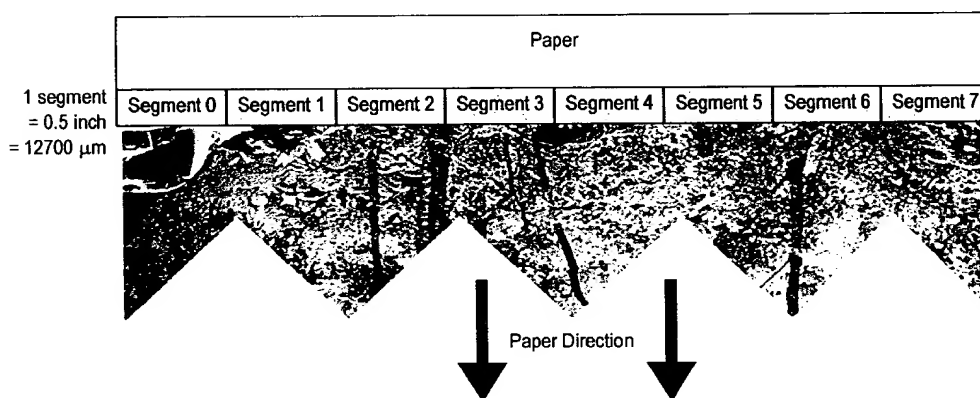 Paper
1 segment
= 0.5 inch
= 12700 μm
Segment 0 Segment 1 Segment 2 Segment 3 Segment 4 Segment 5 Segment 6 Segment 7
Paper Direction